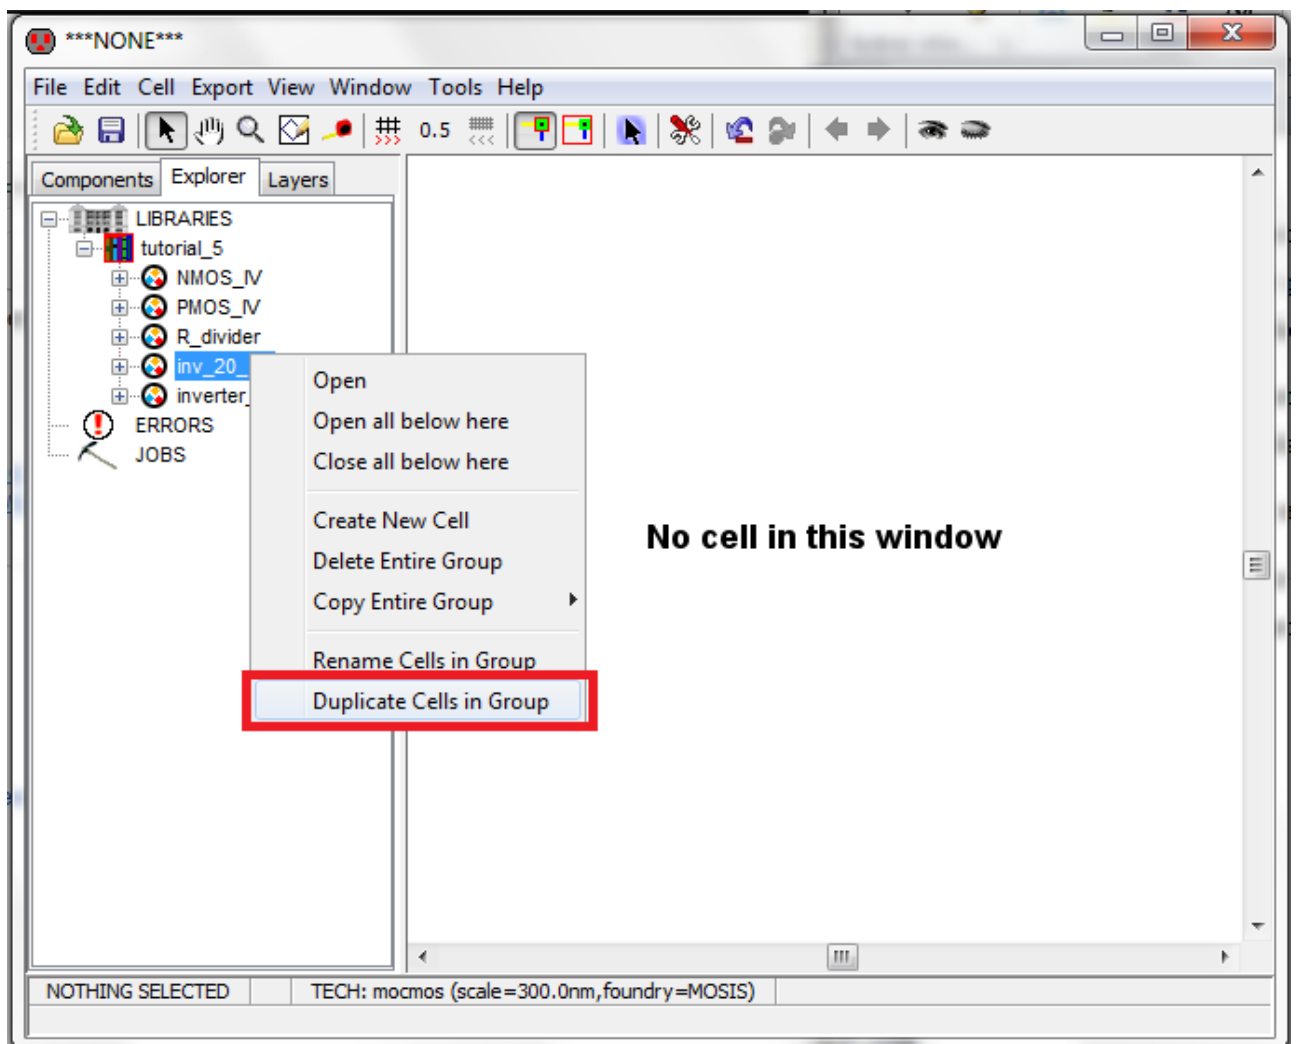 ***NONE***
File Edit Cell Export View Window Tools Help
0.5
Components Explorer Layers
LIBRARIES
tutorial_5
NMOS_IV
PMOS_IV
R_divider
inv_20_
inverter_
ERRORS
JOBS
Open
Open all below here
Close all below here
Create New Cell
Delete Entire Group
Copy Entire Group
Rename Cells in Group
Duplicate Cells in Group
No cell in this window
NOTHING SELECTED TECH: mocmos (scale=300.0nm,foundry=MOSIS)